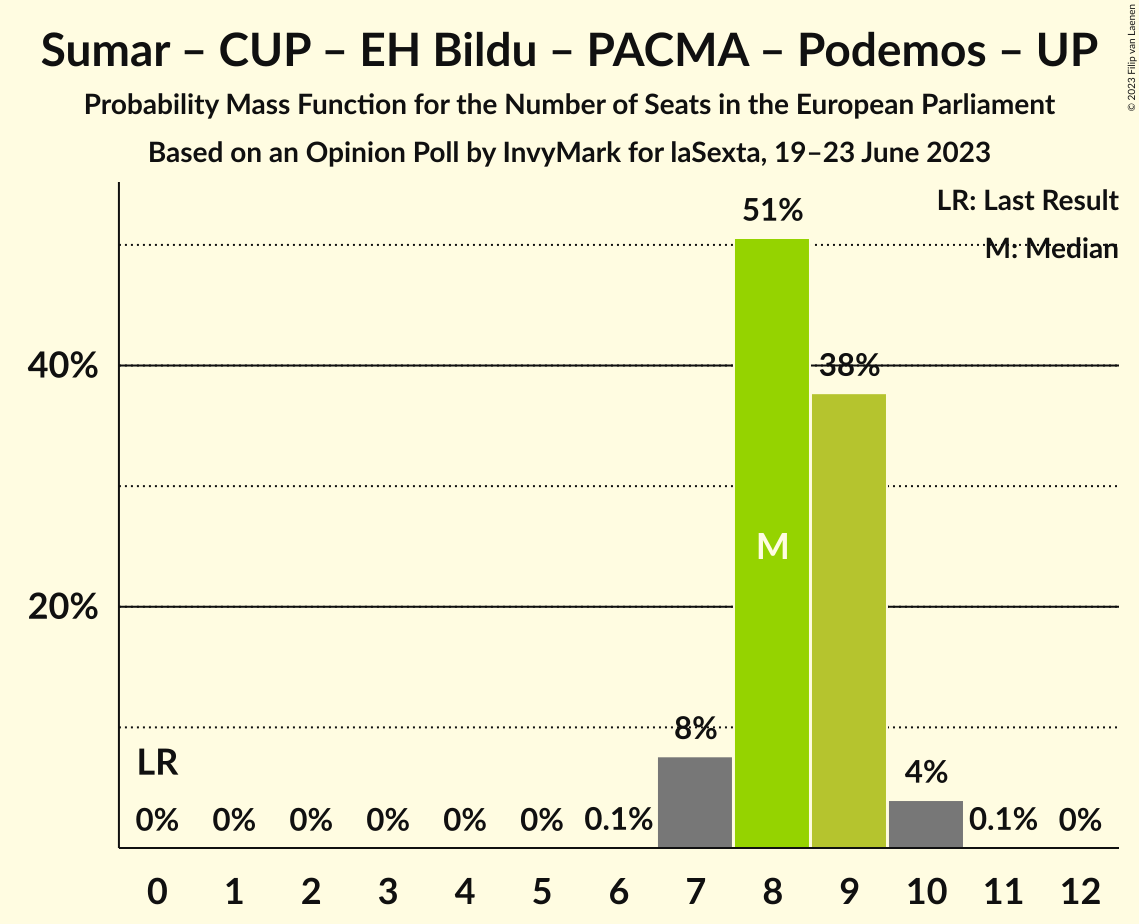 Sumar – CUP – EH Bildu – PACMA – Podemos – UP
Probability Mass Function for the Number of Seats in the European Parliament
Based on an Opinion Poll by InvyMark for laSexta, 19–23 June 2023
© 2023 Filip van Laenen
LR: Last Result
M: Median
51%
40%
38%
M
20%
8%
LR
4%
0% 0% 0% 0% 0% 0% 0.1% 0.1% 0%
0 1 2 3 4 5 6 7 8 9 10 11 12